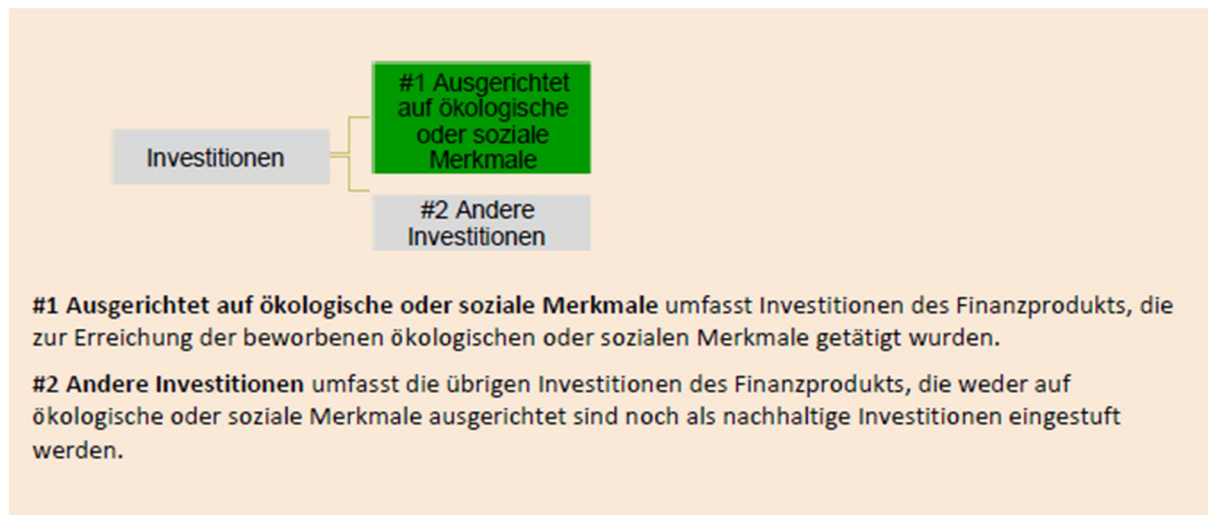 #1 Ausgerichtet
auf ökologische
oder soziale
Merkmale
Investitionen
#2 Andere
Investitionen
#1 Ausgerichtet auf ökologische oder soziale Merkmale umfasst Investitionen des Finanzprodukts, die
zur Erreichung der beworbenen ökologischen oder sozialen Merkmale getätigt wurden.
#2 Andere Investitionen umfasst die übrigen Investitionen des Finanzprodukts, die weder auf
ökologische oder soziale Merkmale ausgerichtet sind noch als nachhaltige Investitionen eingestuft
werden.